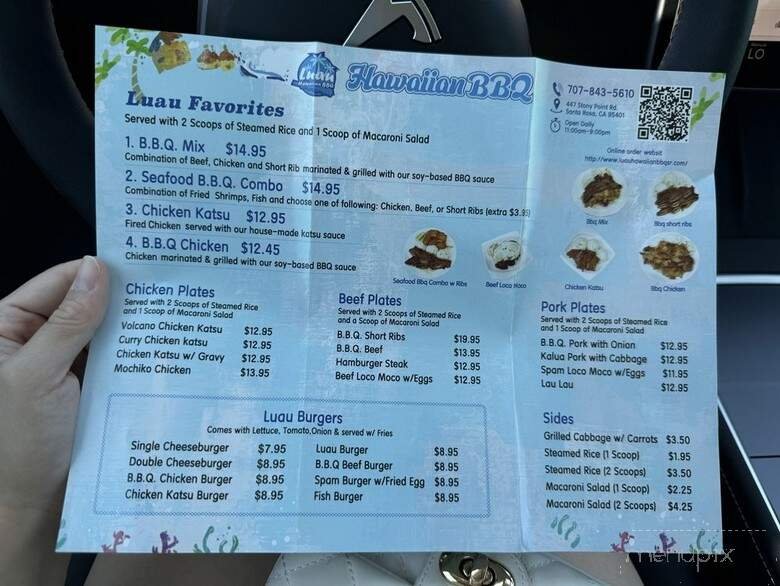 Luau
Hawaiian BBQ
Hawaiian BBQ
707-843-5610
447 Stony Point Rd.
Santa Rosa, CA 95401
Open Daily
11:00am-9:00pm
Online order websit
http://www.luauhawaiianbbqsr.com/
Luau Favorites
Served with 2 Scoops of Steamed Rice and 1 Scoop of Macaroni Salad
1. B.B.Q. Mix $14.95
Combination of Beef, Chicken and Short Rib marinated & grilled with our soy-based BBQ sauce
2. Seafood B.B.Q. Combo $14.95
Combination of Fried Shrimps, Fish and choose one of following: Chicken, Beef, or Short Ribs (extra $3.95)
3. Chicken Katsu $12.95
Fired Chicken served with our house-made katsu sauce
4. B.B.Q Chicken $12.45
Chicken marinated & grilled with our soy-based BBQ sauce
Seafood Bbq Combo w Ribs
Beef Loco Moco
Bbq Mix
Bbq short ribs
Chicken Katsu
Bbq Chicken
Chicken Plates
Served with 2 Scoops of Steamed Rice
and 1 Scoop of Macaroni Salad
Volcano Chicken Katsu $12.95
Curry Chicken katsu $12.95
Chicken Katsu w/ Gravy $12.95
Mochiko Chicken $13.95
Beef Plates
Served with 2 Scoops of Steamed Rice
and a Scoop of Macaroni Salad
B.B.Q. Short Ribs $19.95
B.B.Q. Beef $13.95
Hamburger Steak $12.95
Beef Loco Moco w/Eggs $12.95
Pork Plates
Served with 2 Scoops of Steamed Rice
and 1 Scoop of Macaroni Salad
B.B.Q. Pork with Onion $12.95
Kalua Pork with Cabbage $12.95
Spam Loco Moco w/Eggs $11.95
Lau Lau $12.95
Luau Burgers
Comes with Lettuce, Tomato,Onion & served w/ Fries
Single Cheeseburger $7.95
Double Cheeseburger $8.95
B.B.Q. Chicken Burger $8.95
Chicken Katsu Burger $8.95
Luau Burger $8.95
B.B.Q Beef Burger $8.95
Spam Burger w/Fried Egg $8.95
Fish Burger $8.95
Sides
Grilled Cabbage w/ Carrots $3.50
Steamed Rice (1 Scoop) $1.95
Steamed Rice (2 Scoops) $3.50
Macaroni Salad (1 Scoop) $2.25
Macaroni Salad (2 Scoops) $4.25
LO
menupix